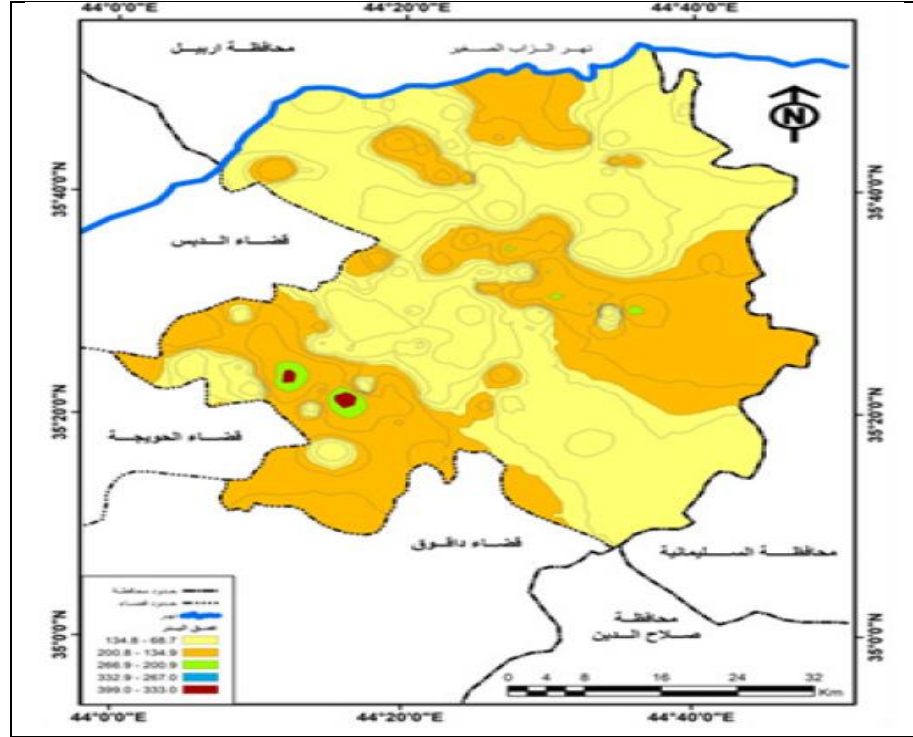 44°0'0"E
44°20'0"E
44°40'0"E
محافظة اربيل
نهر الزاب الصغير
N
35°40'0"N
35°40'0"N
قضاء الدبس
35°20'0"N
35°20'0"N
قضاء الحويجة
قضاء داقوق
محافظة السليمانية
محافظة
صلاح الدين
35°0'0"N
35°0'0"N
حدود محافظة
حدود قضاء
نهر
عمق البئر
134.8 - 68.7
200.8 - 134.9
266.9 - 200.9
332.9 - 267.0
399.0 - 333.0
0 2 4 8 16 24 32
Km
44°0'0"E
44°20'0"E
44°40'0"E